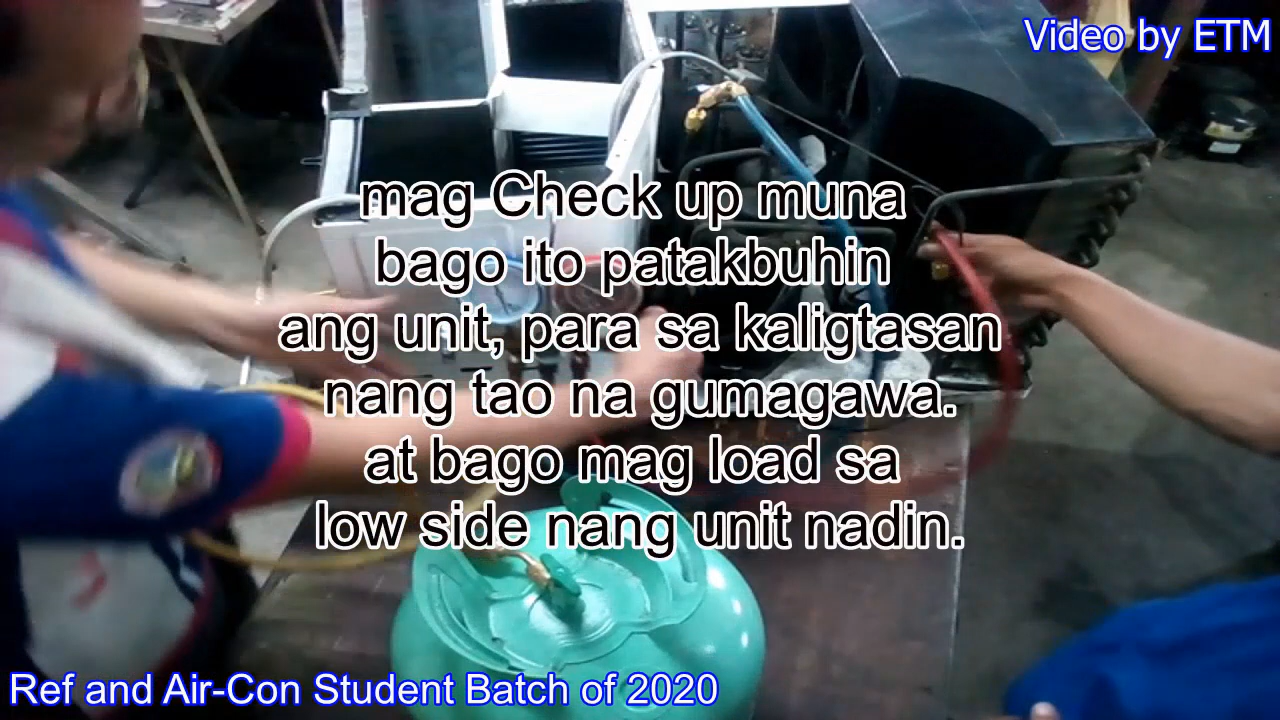 Video by ETM
mag Check up muna
bago ito patakbuhin
ang unit, para sa kaligtasan
nang tao na gumagawa.
at bago mag load sa
low side nang unit nadin.
Ref and Air-Con Student Batch of 2020